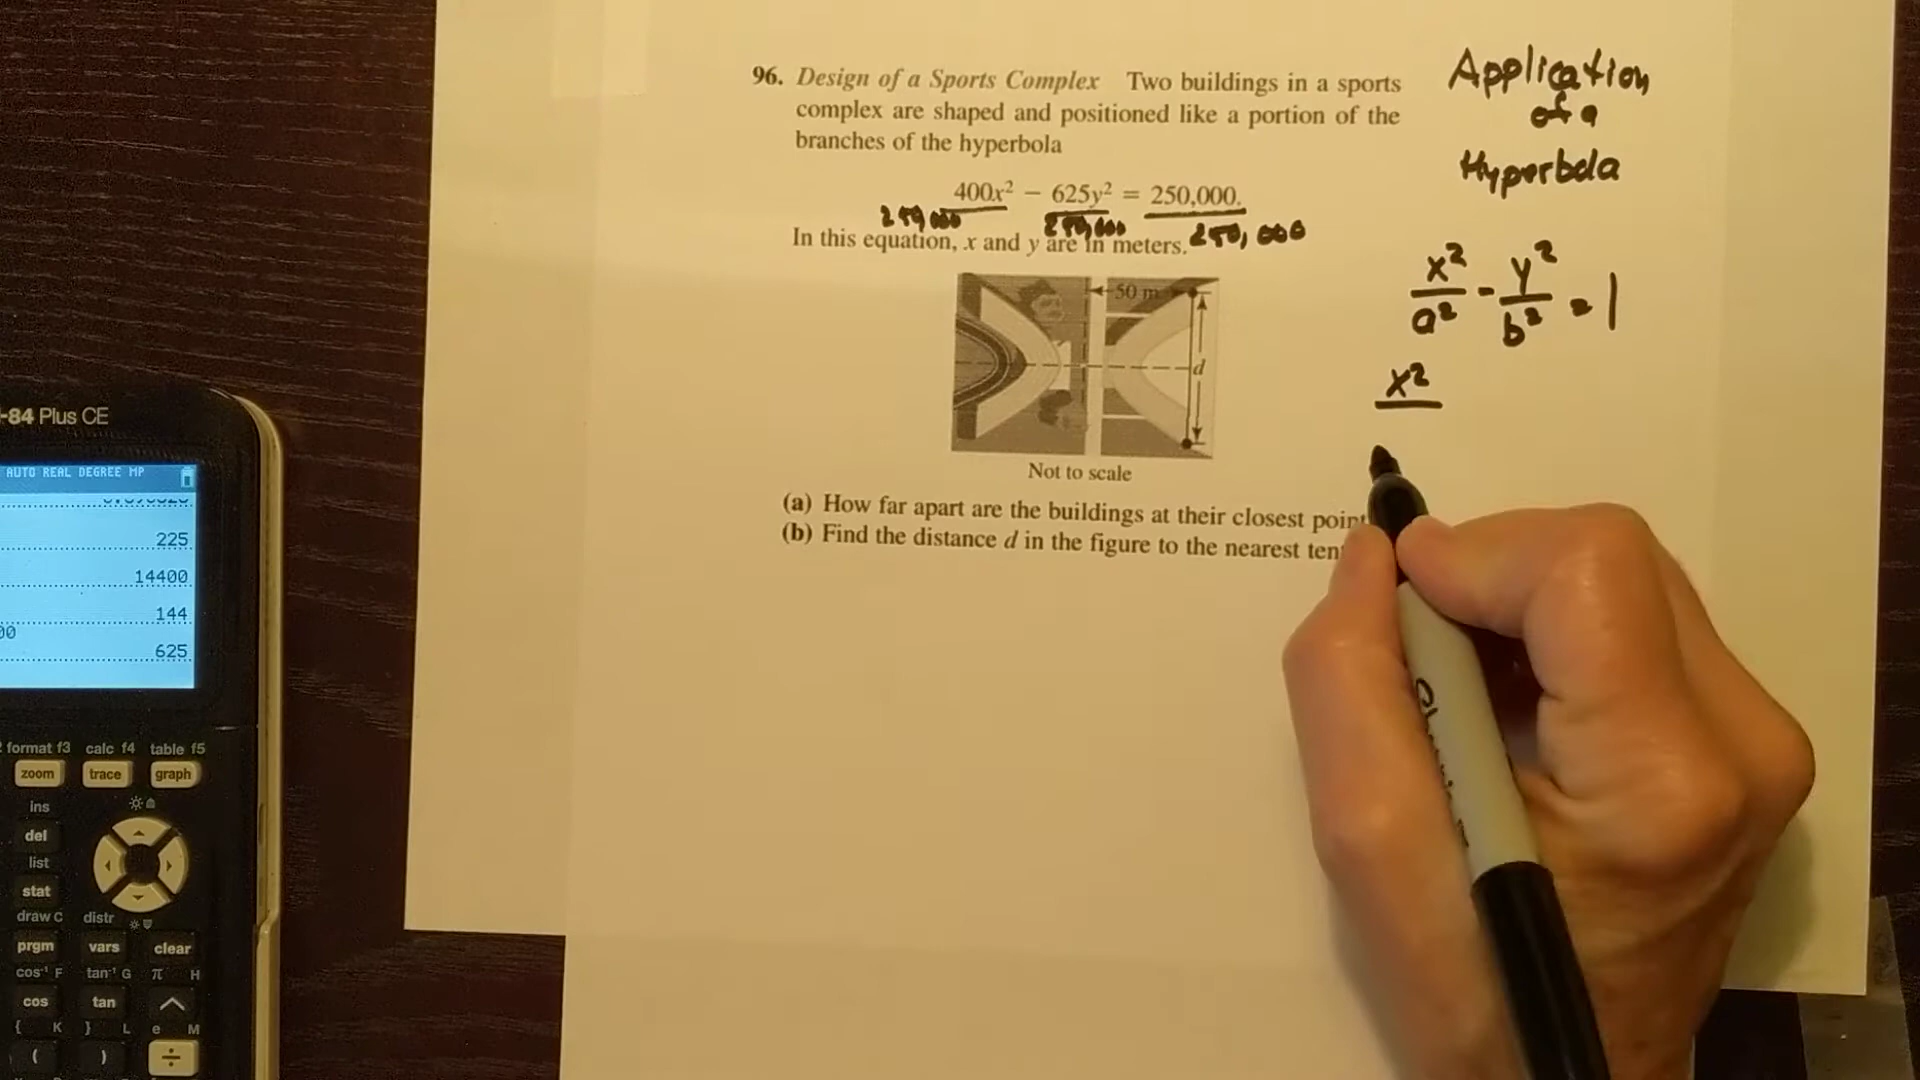 96. Design of a Sports Complex Two buildings in a sports
complex are shaped and positioned like a portion of the
branches of the hyperbola
400x² − 625y² = 250,000.
250,000 250,000 250,000
In this equation, x and y are in meters.
50 m
d
Not to scale
(a) How far apart are the buildings at their closest point
(b) Find the distance d in the figure to the nearest ten
Application
of a
Hyperbola
x²/a² - y²/b² = 1
x²
-84 Plus CE
AUTO REAL DEGREE MP
225
14400
144
00
625
format f3 calc f4 table f5
zoom trace graph
ins
del
list
stat
draw C distr
prgm vars clear
cos⁻¹ F tan⁻¹ G π H
cos tan ^
{ K } L e M
( ) ÷